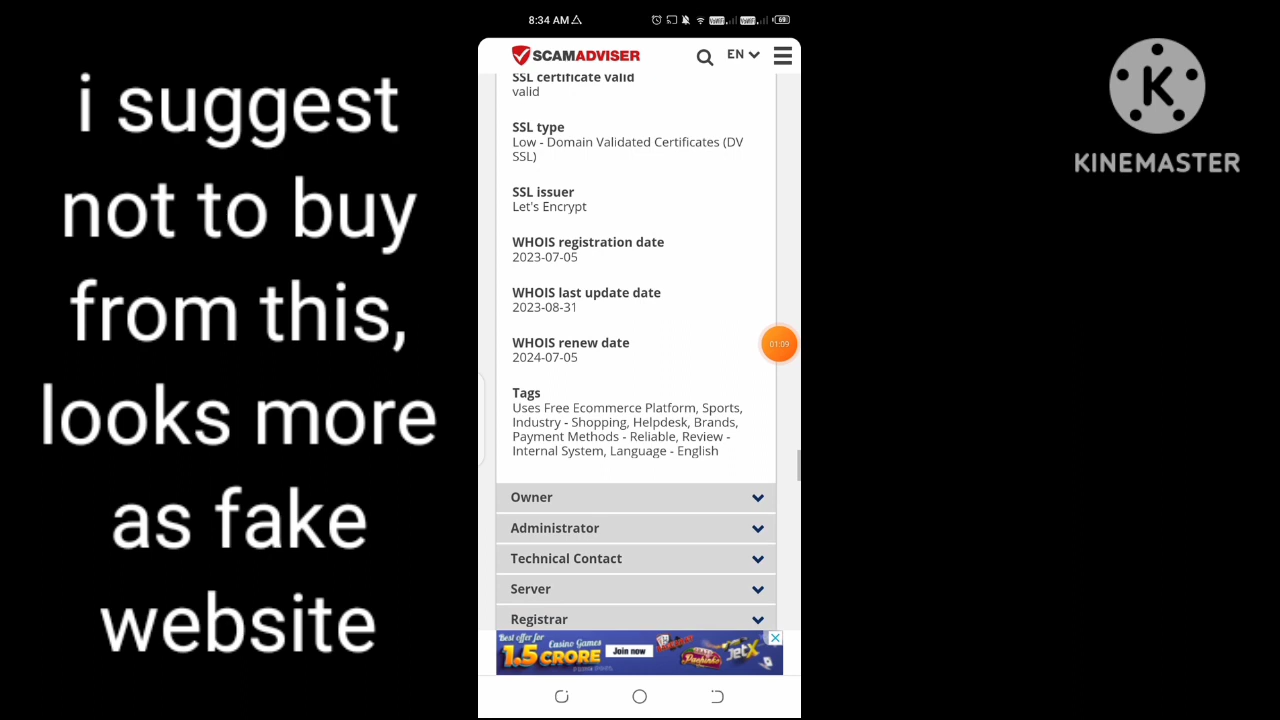 i suggest
not to buy
from this,
looks more
as fake
website
8:34 AM
69
SCAMADVISER
EN
SSL certificate valid
valid
SSL type
Low - Domain Validated Certificates (DV
SSL)
SSL issuer
Let's Encrypt
WHOIS registration date
2023-07-05
WHOIS last update date
2023-08-31
WHOIS renew date
2024-07-05
01:09
Tags
Uses Free Ecommerce Platform, Sports,
Industry - Shopping, Helpdesk, Brands,
Payment Methods - Reliable, Review -
Internal System, Language - English
Owner
Administrator
Technical Contact
Server
Registrar
Best offer for
1.5 CRORE
Casino Games
Join now
JetX
K
KINEMASTER